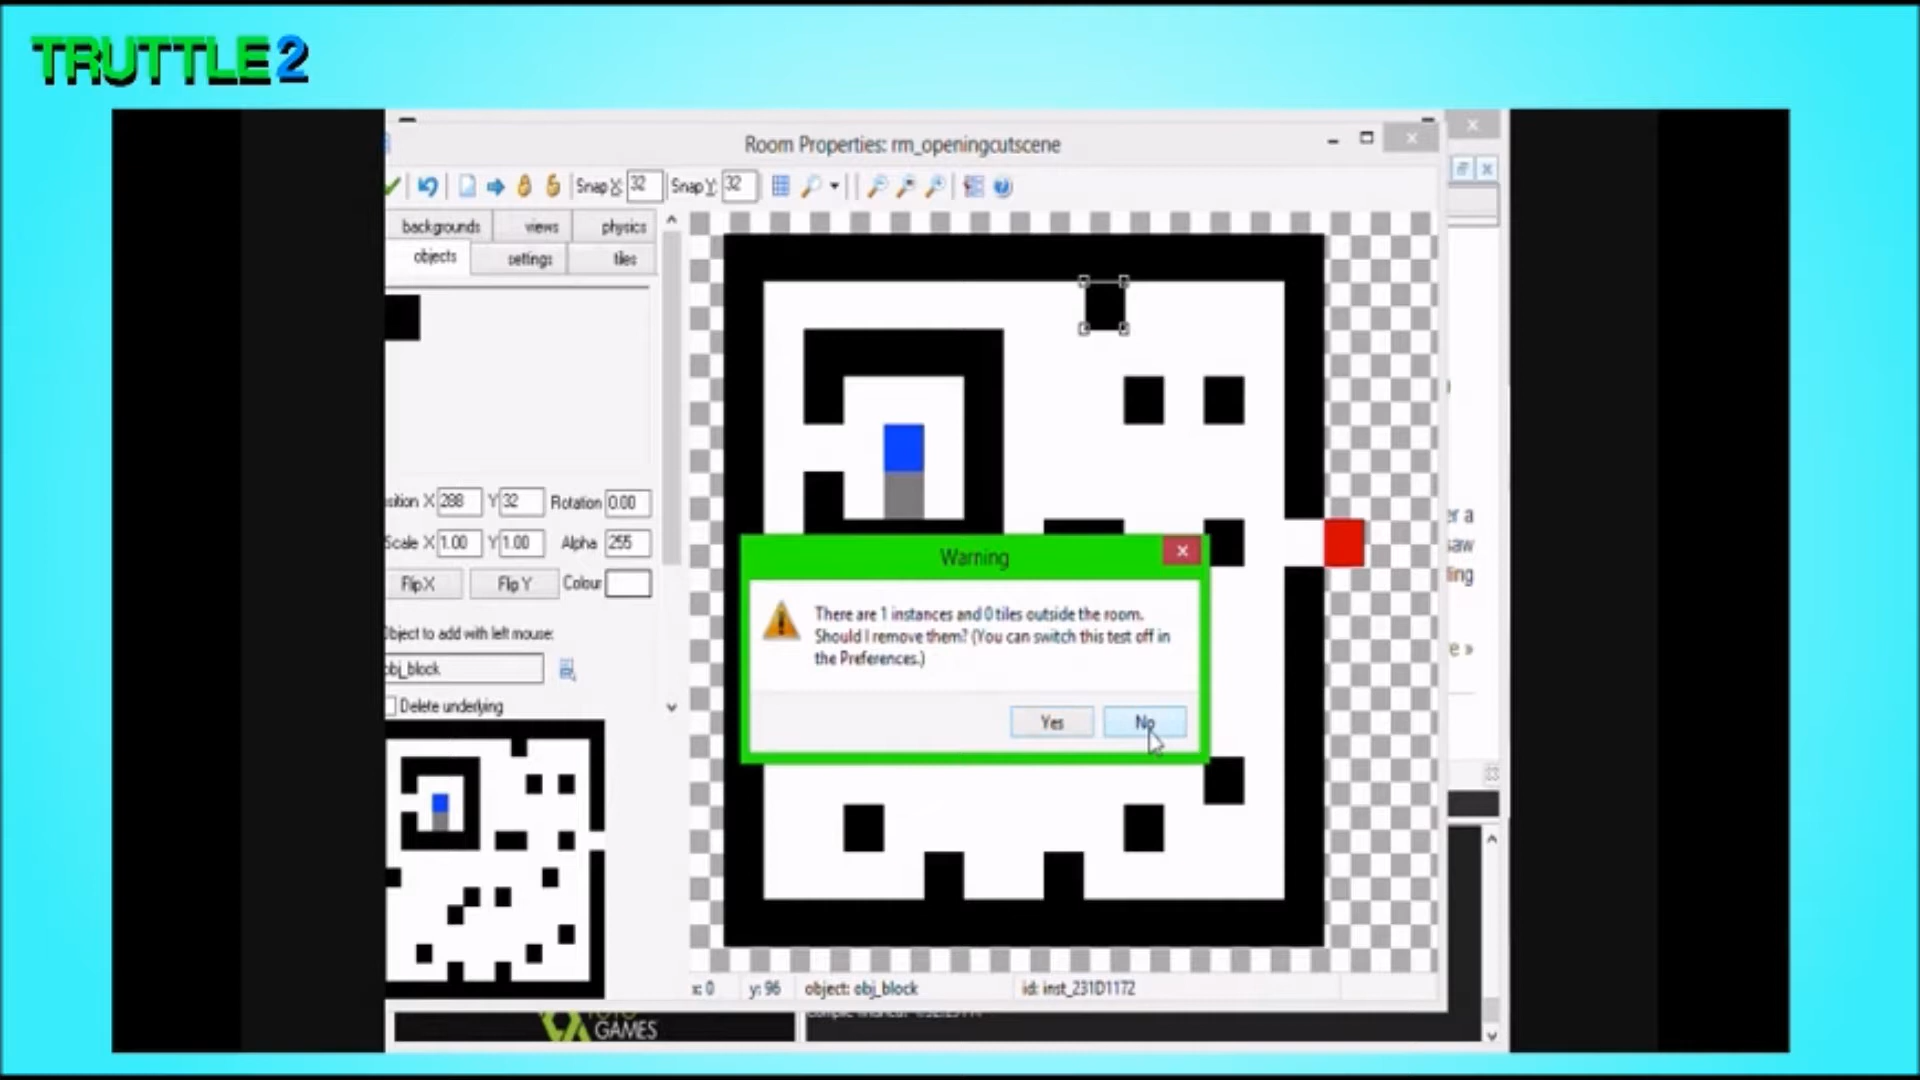 TRUTTLE2
Room Properties: rm_openingcutscene
Snap X: 32 Snap Y: 32
backgrounds views physics
objects settings tiles
X 288 Y 32 Rotation 0.00
Scale X 1.00 Y 1.00 Alpha 255
Flip X Flip Y Colour
Object to add with left mouse:
obj_block
Delete underlying
Warning
There are 1 instances and 0 tiles outside the room.
Should I remove them? (You can switch this test off in
the Preferences.)
Yes No
x: 0 y: 96 object: obj_block id: inst_231D1172
GAMES
er a
saw
ling
e »